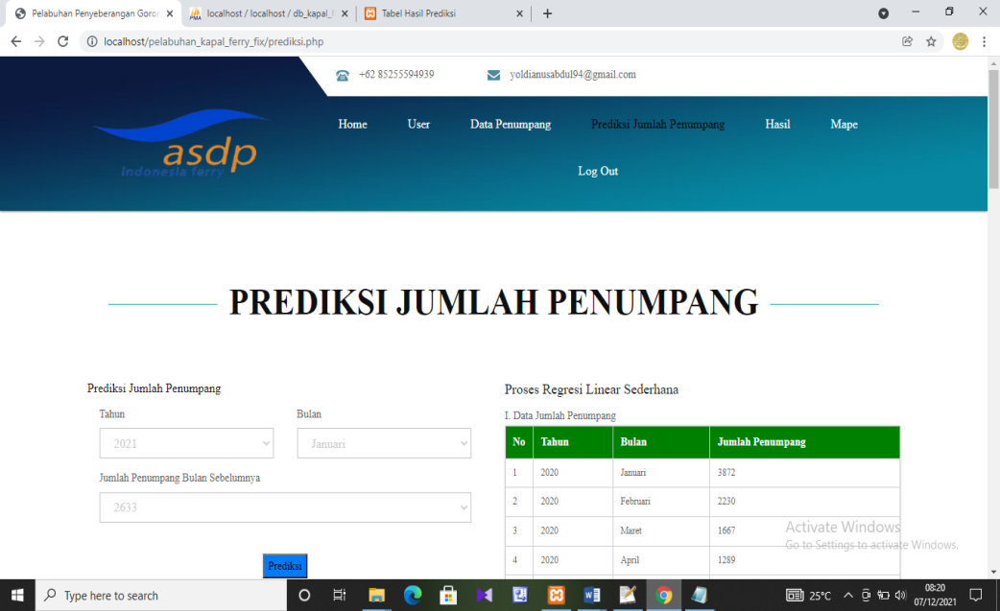 Pelabuhan Penyeberangan Goron
localhost / localhost / db_kapal_f
Tabel Hasil Prediksi
localhost/pelabuhan_kapal_ferry_fix/prediksi.php
+62 85255594939
yoldianusabdul94@gmail.com
asdp
Indonesia ferry
Home
User
Data Penumpang
Prediksi Jumlah Penumpang
Hasil
Mape
Log Out
PREDIKSI JUMLAH PENUMPANG
Prediksi Jumlah Penumpang
Tahun
Bulan
2021
Januari
Jumlah Penumpang Bulan Sebelumnya
2633
Prediksi
Proses Regresi Linear Sederhana
I. Data Jumlah Penumpang
No Tahun Bulan Jumlah Penumpang
1 2020 Januari 3872
2 2020 Februari 2230
3 2020 Maret 1667
4 2020 April 1289
Activate Windows
Go to Settings to activate Windows.
Type here to search
25°C
08:20
07/12/2021